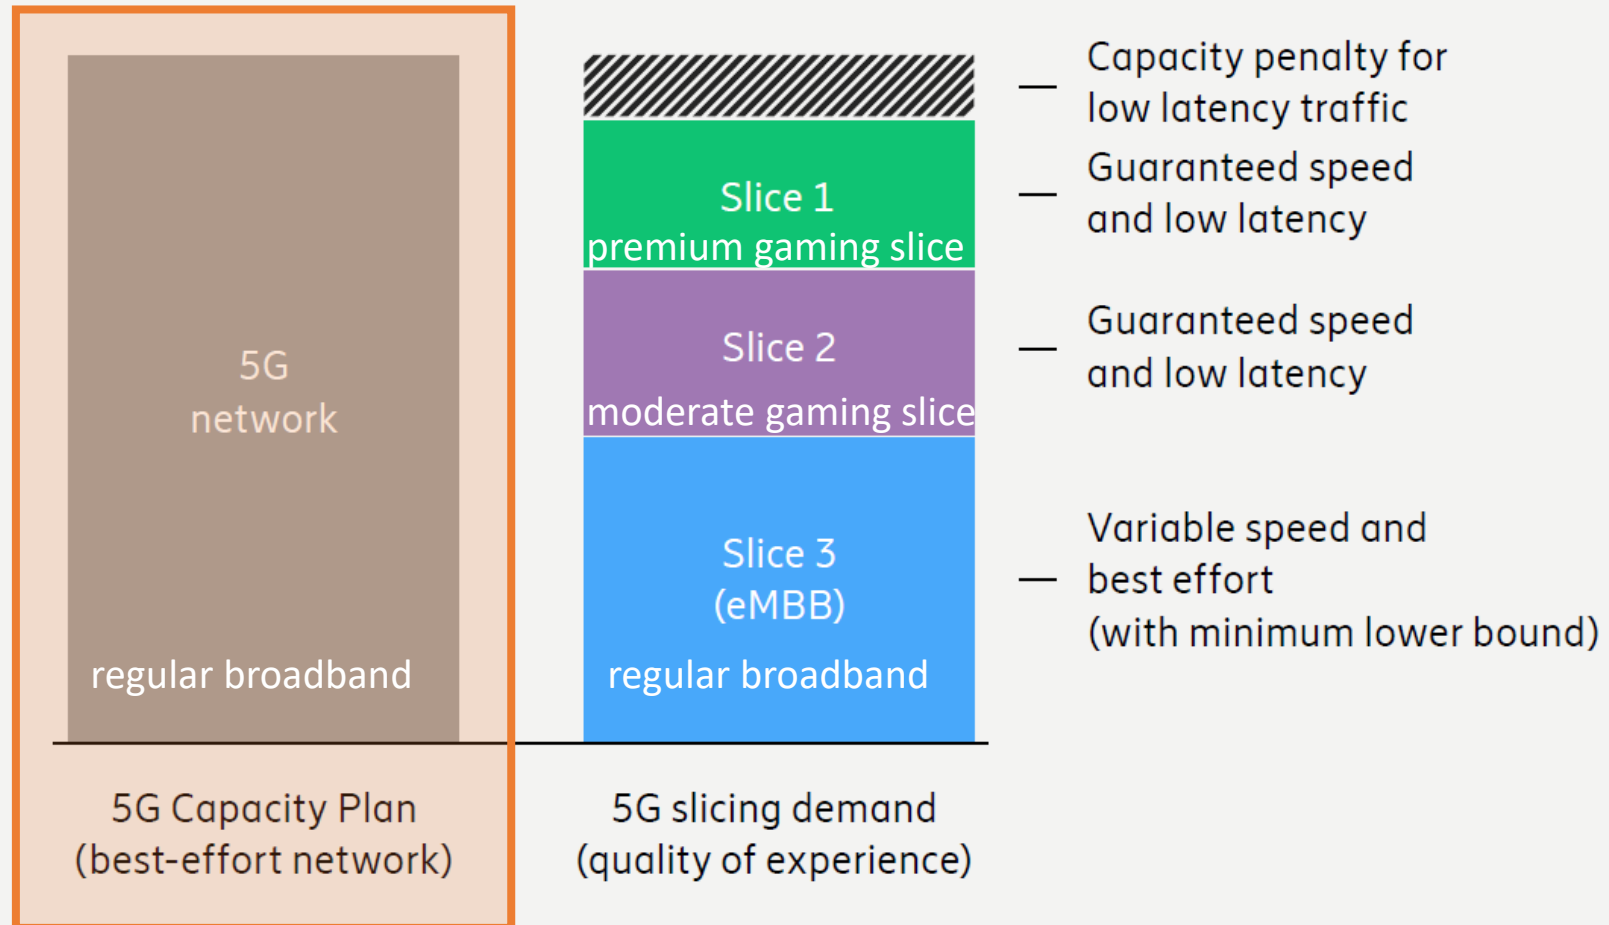 5G
network
regular broadband
5G Capacity Plan
(best-effort network)
Slice 1
premium gaming slice
Slice 2
moderate gaming slice
Slice 3
(eMBB)
regular broadband
5G slicing demand
(quality of experience)
Capacity penalty for
low latency traffic
Guaranteed speed
and low latency
Guaranteed speed
and low latency
Variable speed and
best effort
(with minimum lower bound)